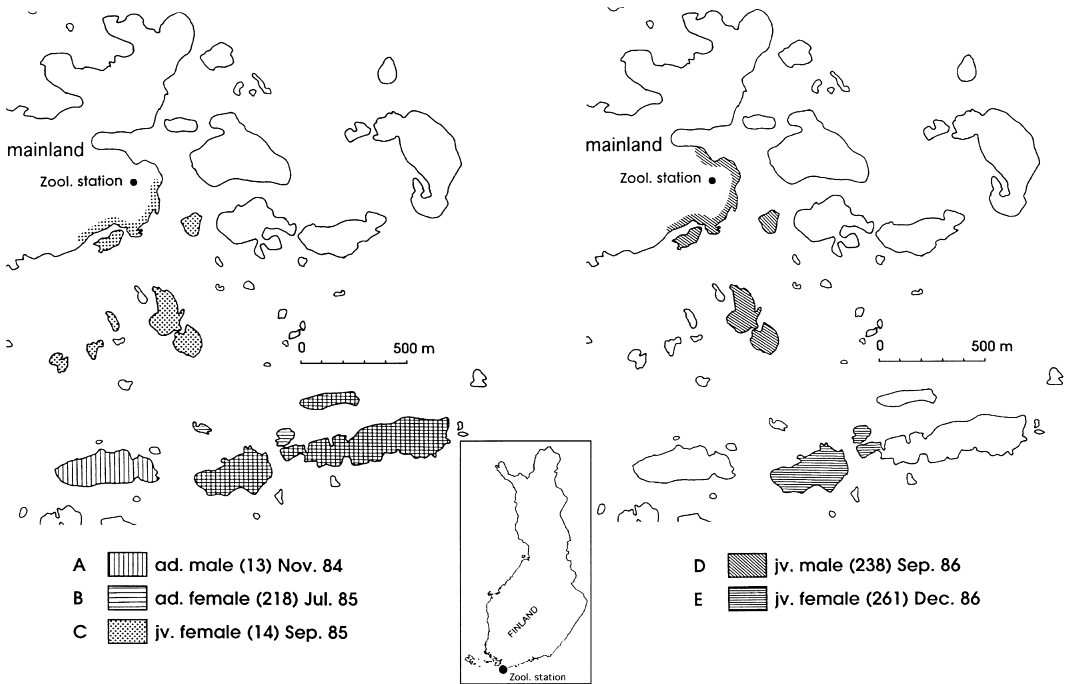 mainland
Zool. station
0 500 m
A ad. male (13) Nov. 84
B ad. female (218) Jul. 85
C jv. female (14) Sep. 85
FINLAND
Zool. station
mainland
Zool. station
0 500 m
D jv. male (238) Sep. 86
E jv. female (261) Dec. 86